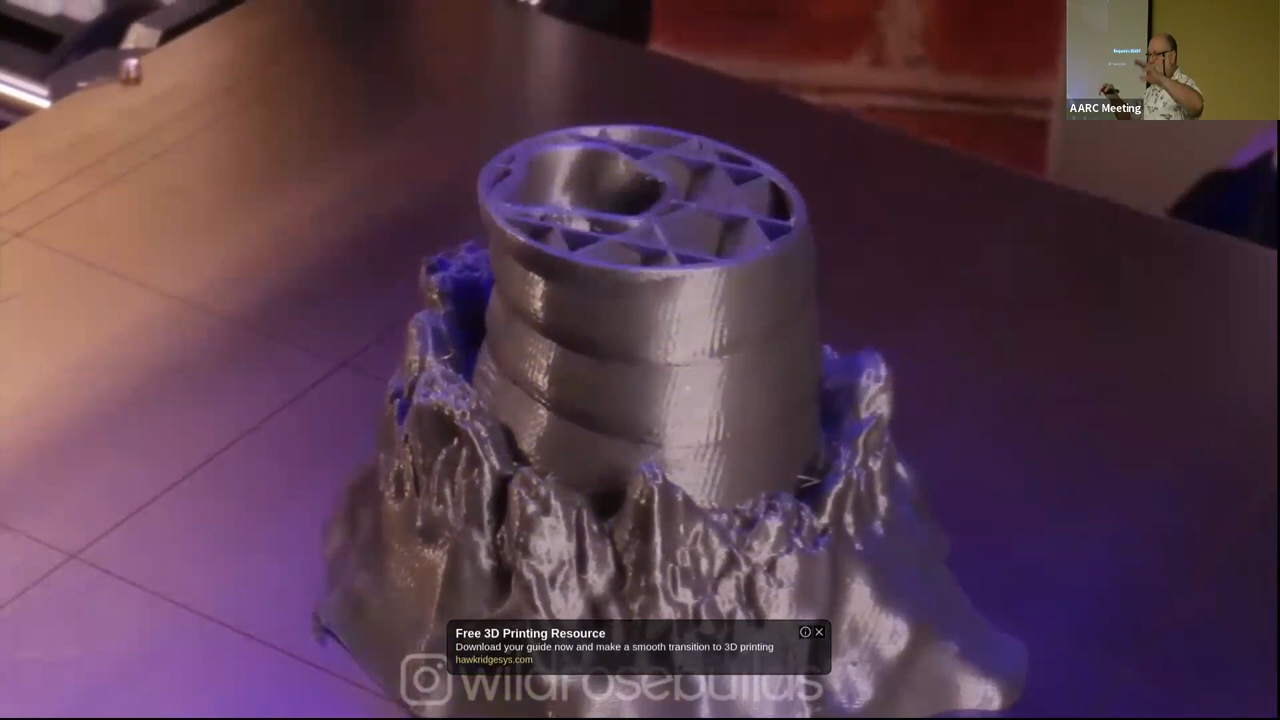 AARC Meeting
Free 3D Printing Resource
Download your guide now and make a smooth transition to 3D printing
hawkridgesys.com
wildrosebuilds